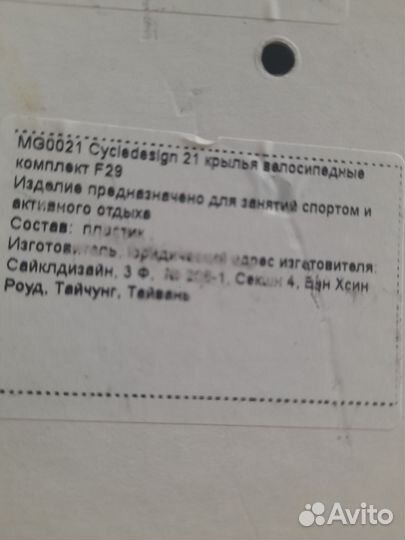 MG0021 Cycledesign 21 крылья велосипедные
комплект F29
Изделие предназначено для занятий спортом и
активного отдыха
Состав: пластик
Изготовитель, юридический адрес изготовителя:
Сайклдизайн, 3 Ф, № 206-1, Секшн 4, Вэн Хсин
Роуд, Тайчунг, Тайвань
Avito